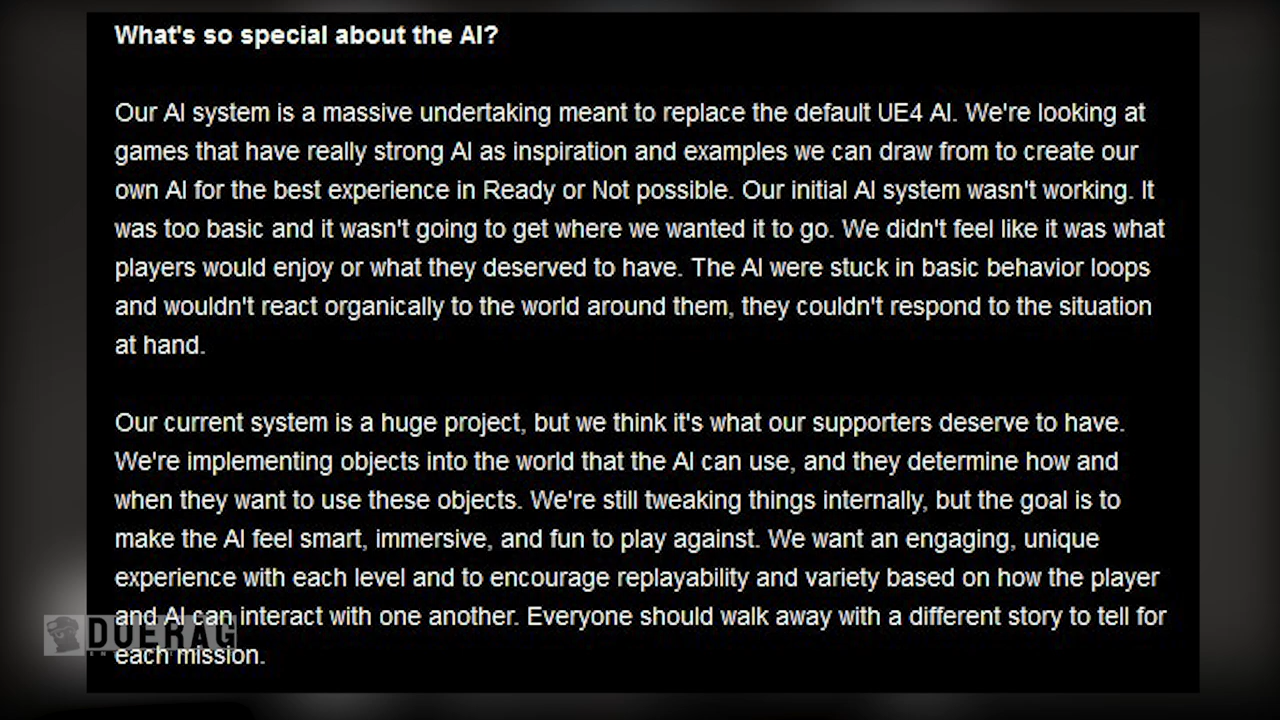 What's so special about the AI?
Our AI system is a massive undertaking meant to replace the default UE4 AI. We're looking at
games that have really strong AI as inspiration and examples we can draw from to create our
own AI for the best experience in Ready or Not possible. Our initial AI system wasn't working. It
was too basic and it wasn't going to get where we wanted it to go. We didn't feel like it was what
players would enjoy or what they deserved to have. The AI were stuck in basic behavior loops
and wouldn't react organically to the world around them, they couldn't respond to the situation
at hand.
Our current system is a huge project, but we think it's what our supporters deserve to have.
We're implementing objects into the world that the AI can use, and they determine how and
when they want to use these objects. We're still tweaking things internally, but the goal is to
make the AI feel smart, immersive, and fun to play against. We want an engaging, unique
experience with each level and to encourage replayability and variety based on how the player
and AI can interact with one another. Everyone should walk away with a different story to tell for
each mission.
DUERAG